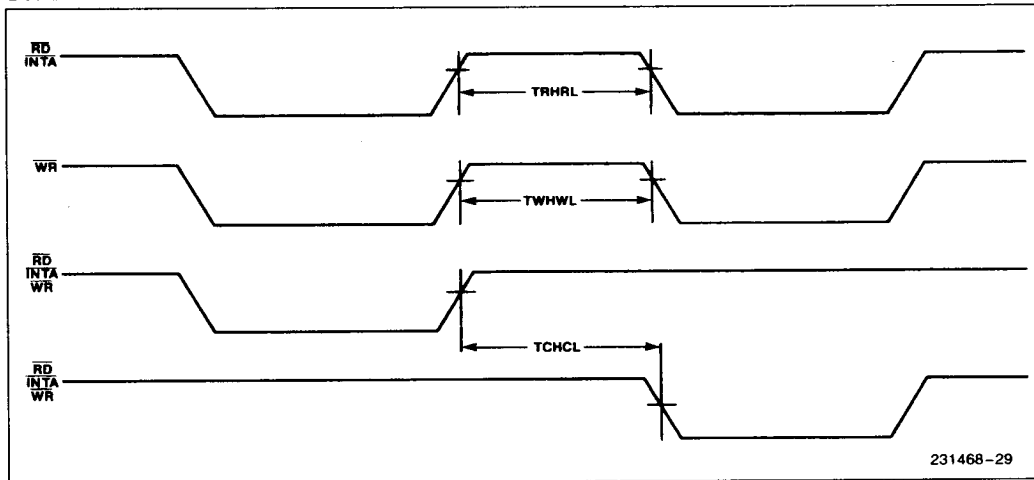 RD
INTA
TRHRL
WR
TWHWL
RD
INTA
WR
TCHCL
RD
INTA
WR
231468-29